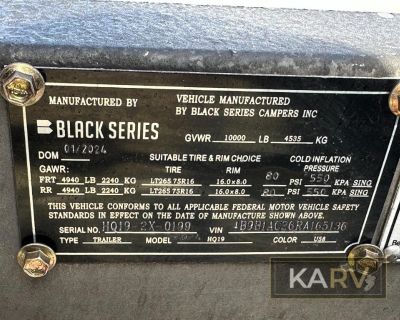 MANUFACTURED BY
VEHICLE MANUFACTURED
BY BLACK SERIES CAMPERS INC
BLACK SERIES
GVWR 10000 LB 4535 KG
DOM 01/2024
SUITABLE TIRE & RIM CHOICE
COLD INFLATION PRESSURE
GAWR: TIRE RIM
FRT 4940 LB 2240 KG LT265 75R16 16.0x8.0 80 PSI 550 KPA SING
RR 4940 LB 2240 KG LT265 75R16 16.0x8.0 80 PSI 550 KPA SING
THIS VEHICLE CONFORMS TO ALL APPLICABLE FEDERAL MOTOR VEHICLE SAFETY
STANDARDS IN EFFECT ON THE DATE OF MANUFACTURE SHOWN ABOVE.
SERIAL NO. HQ19-2X-0199 VIN
TYPE TRAILER MODEL HQ19 COLOR
KARVS